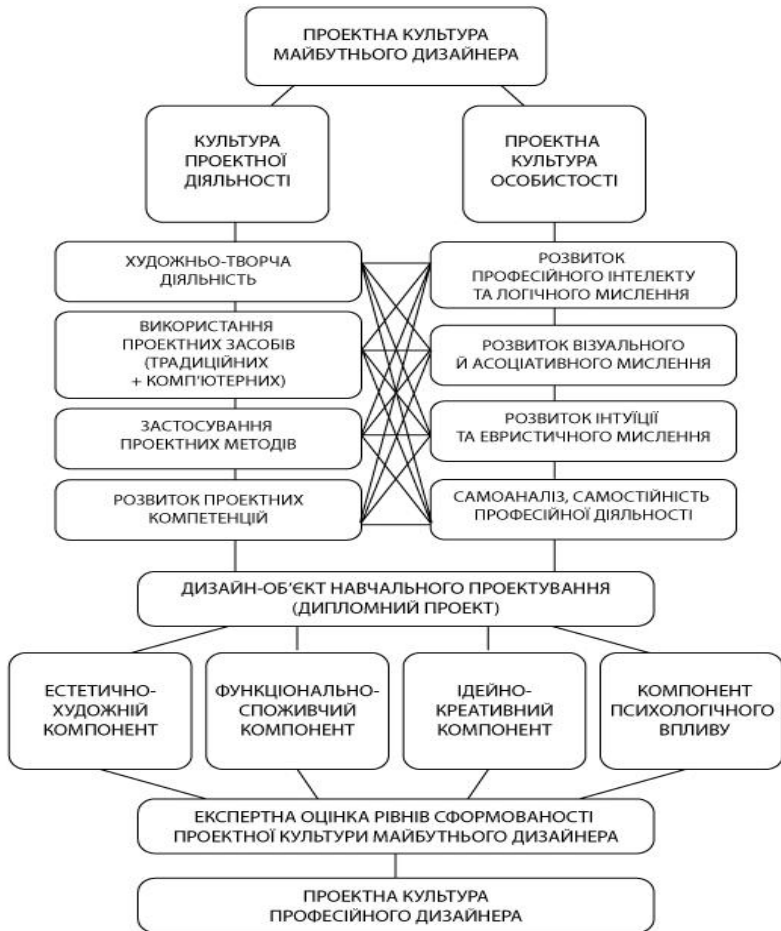 ПРОЕКТНА КУЛЬТУРА
МАЙБУТНЬОГО ДИЗАЙНЕРА
КУЛЬТУРА
ПРОЕКТНОЇ
ДІЯЛЬНОСТІ
ПРОЕКТНА
КУЛЬТУРА
ОСОБИСТОСТІ
ХУДОЖНЬО-ТВОРЧА
ДІЯЛЬНІСТЬ
ВИКОРИСТАННЯ
ПРОЕКТНИХ ЗАСОБІВ
(ТРАДИЦІЙНИХ
+ КОМП'ЮТЕРНИХ)
ЗАСТОСУВАННЯ
ПРОЕКТНИХ МЕТОДІВ
РОЗВИТОК ПРОЕКТНИХ
КОМПЕТЕНЦІЙ
РОЗВИТОК
ПРОФЕСІЙНОГО ІНТЕЛЕКТУ
ТА ЛОГІЧНОГО МИСЛЕННЯ
РОЗВИТОК ВІЗУАЛЬНОГО
Й АСОЦІАТИВНОГО МИСЛЕННЯ
РОЗВИТОК ІНТУЇЦІЇ
ТА ЕВРИСТИЧНОГО МИСЛЕННЯ
САМОАНАЛІЗ, САМОСТІЙНІСТЬ
ПРОФЕСІЙНОЇ ДІЯЛЬНОСТІ
ДИЗАЙН-ОБ'ЄКТ НАВЧАЛЬНОГО ПРОЕКТУВАННЯ
(ДИПЛОМНИЙ ПРОЕКТ)
ЕСТЕТИЧНО-
ХУДОЖНІЙ
КОМПОНЕНТ
ФУНКЦІОНАЛЬНО-
СПОЖИВЧИЙ
КОМПОНЕНТ
ІДЕЙНО-
КРЕАТИВНИЙ
КОМПОНЕНТ
КОМПОНЕНТ
ПСИХОЛОГІЧНОГО
ВПЛИВУ
ЕКСПЕРТНА ОЦІНКА РІВНІВ СФОРМОВАНОСТІ
ПРОЕКТНОЇ КУЛЬТУРИ МАЙБУТНЬОГО ДИЗАЙНЕРА
ПРОЕКТНА КУЛЬТУРА
ПРОФЕСІЙНОГО ДИЗАЙНЕРА